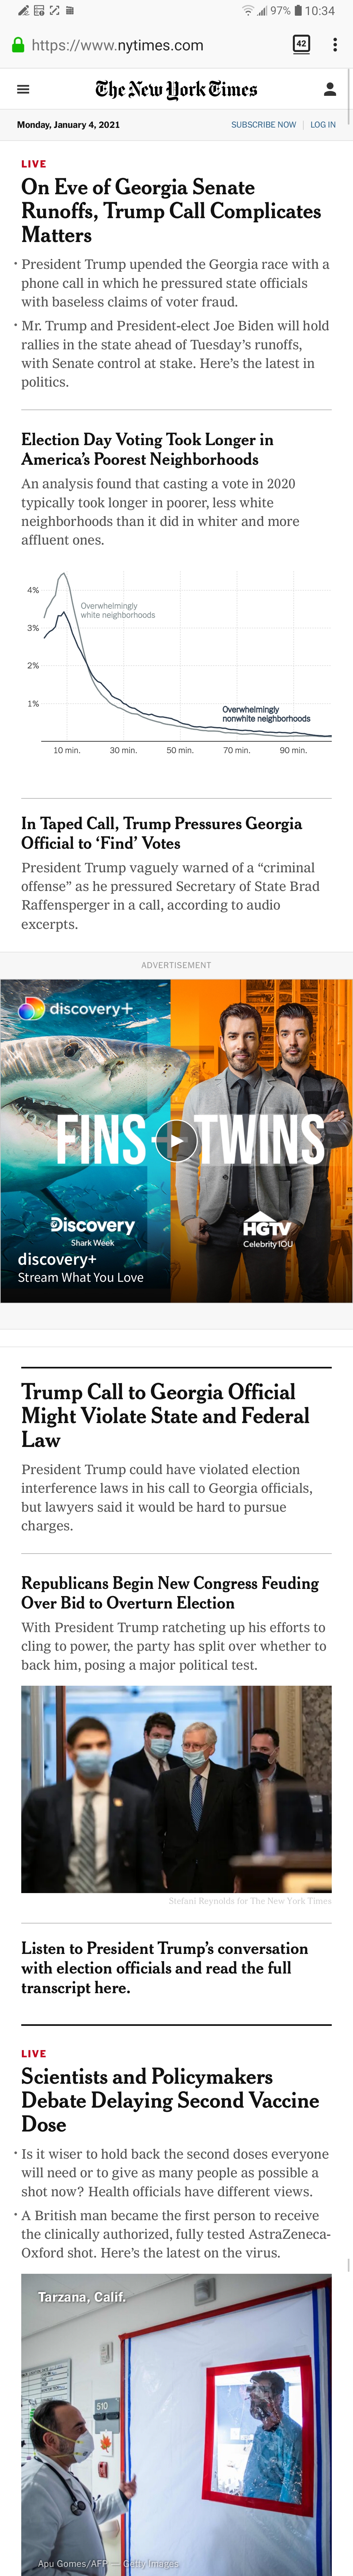 97% 10:34
https://www.nytimes.com 42
The New York Times
Monday, January 4, 2021 SUBSCRIBE NOW LOG IN
LIVE
On Eve of Georgia Senate
Runoffs, Trump Call Complicates
Matters
• President Trump upended the Georgia race with a
phone call in which he pressured state officials
with baseless claims of voter fraud.
• Mr. Trump and President-elect Joe Biden will hold
rallies in the state ahead of Tuesday’s runoffs,
with Senate control at stake. Here’s the latest in
politics.
Election Day Voting Took Longer in
America’s Poorest Neighborhoods
An analysis found that casting a vote in 2020
typically took longer in poorer, less white
neighborhoods than it did in whiter and more
affluent ones.
4%
Overwhelmingly
white neighborhoods
3%
2%
1%
Overwhelmingly
nonwhite neighborhoods
10 min. 30 min. 50 min. 70 min. 90 min.
In Taped Call, Trump Pressures Georgia
Official to ‘Find’ Votes
President Trump vaguely warned of a “criminal
offense” as he pressured Secretary of State Brad
Raffensperger in a call, according to audio
excerpts.
ADVERTISEMENT
discovery+
FINS TWINS
Discovery HGTV
Shark Week Celebrity IOU
discovery+
Stream What You Love
Trump Call to Georgia Official
Might Violate State and Federal
Law
President Trump could have violated election
interference laws in his call to Georgia officials,
but lawyers said it would be hard to pursue
charges.
Republicans Begin New Congress Feuding
Over Bid to Overturn Election
With President Trump ratcheting up his efforts to
cling to power, the party has split over whether to
back him, posing a major political test.
Stefani Reynolds for The New York Times
Listen to President Trump’s conversation
with election officials and read the full
transcript here.
LIVE
Scientists and Policymakers
Debate Delaying Second Vaccine
Dose
• Is it wiser to hold back the second doses everyone
will need or to give as many people as possible a
shot now? Health officials have different views.
• A British man became the first person to receive
the clinically authorized, fully tested AstraZeneca-
Oxford shot. Here’s the latest on the virus.
Tarzana, Calif.
510
Apu Gomes/AFP — Getty Images